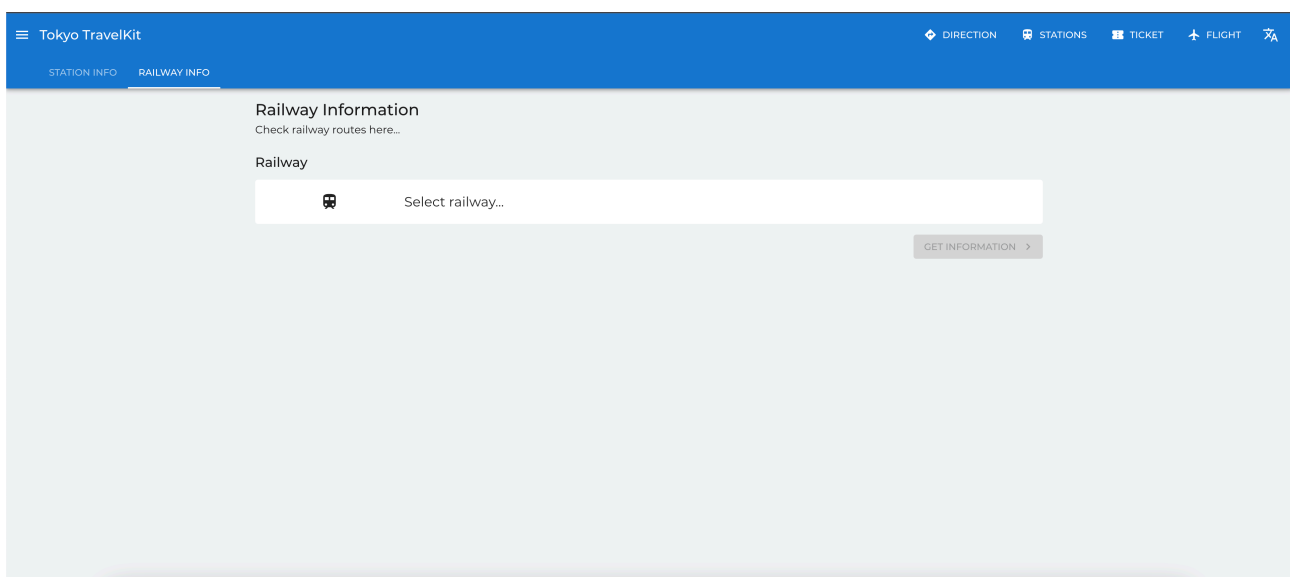 Tokyo TravelKit
DIRECTION STATIONS TICKET FLIGHT
STATION INFO RAILWAY INFO
Railway Information
Check railway routes here...
Railway
Select railway...
GET INFORMATION